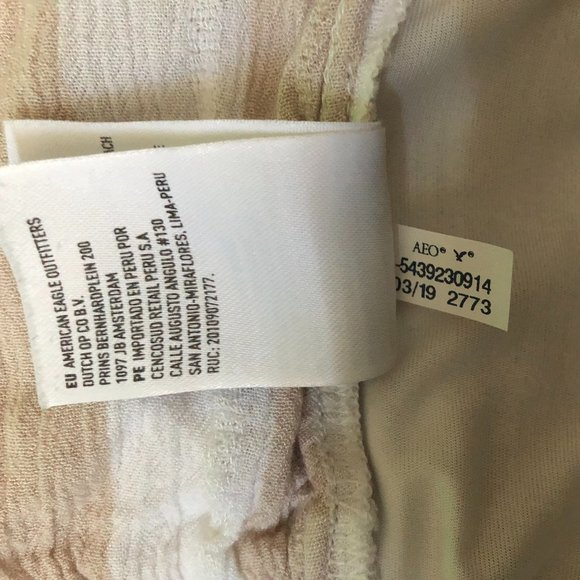 EU AMERICAN EAGLE OUTFITTERS
DUTCH OP CO B.V.
PRINS BERNHARDPLEIN 200
1097 JB AMSTERDAM
PE IMPORTADO EN PERU POR
CENCOSUD RETAIL PERU S.A
CALLE AUGUSTO ANGULO #130
SAN ANTONIO-MIRAFLORES, LIMA-PERU
RUC: 20109072177.
AEO®
-5439230914
03/19 2773